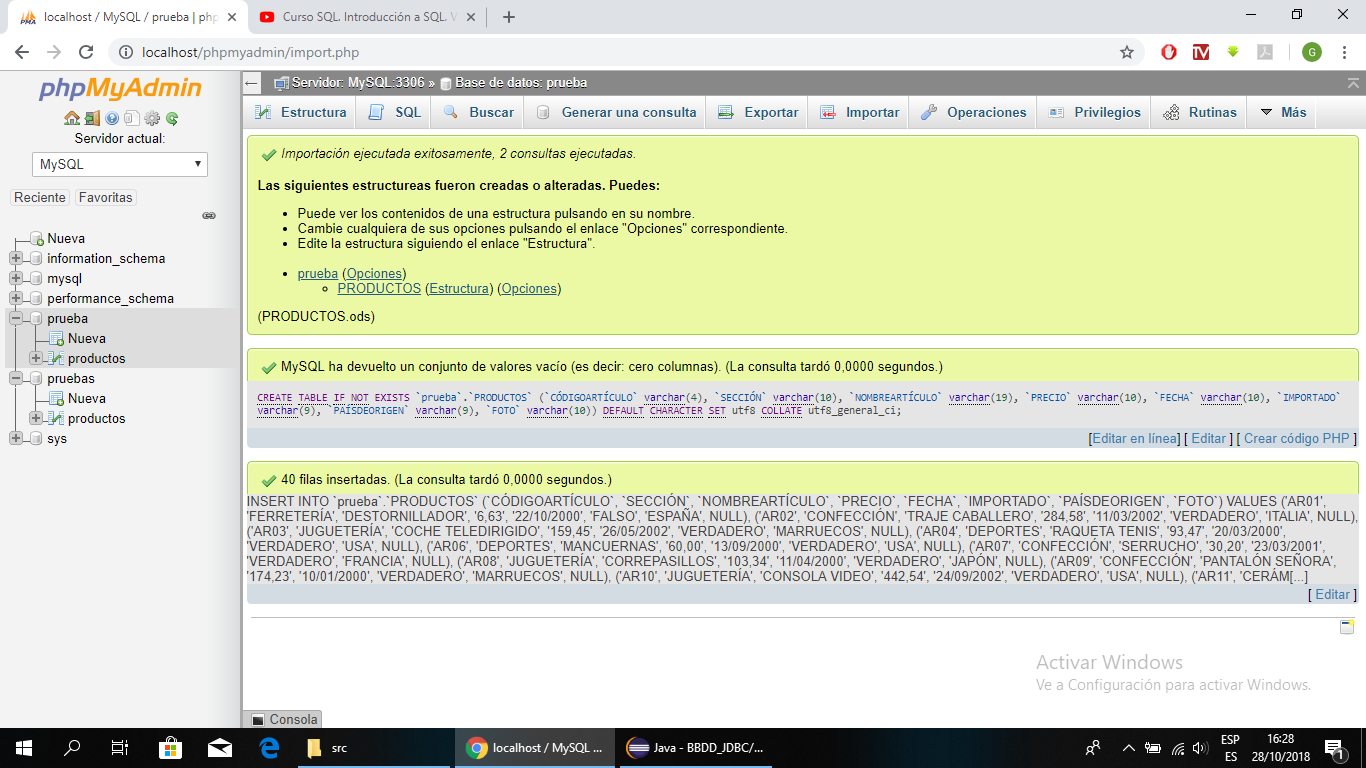 localhost / MySQL / prueba | php
Curso SQL. Introducción a SQL. V
localhost/phpmyadmin/import.php
G
phpMyAdmin
Servidor actual:
MySQL
Reciente Favoritas
Nueva
information_schema
mysql
performance_schema
prueba
Nueva
productos
pruebas
Nueva
productos
sys
Servidor: MySQL:3306 » Base de datos: prueba
Estructura SQL Buscar Generar una consulta Exportar Importar Operaciones Privilegios Rutinas Más
Importación ejecutada exitosamente, 2 consultas ejecutadas.
Las siguientes estructureas fueron creadas o alteradas. Puedes:
• Puede ver los contenidos de una estructura pulsando en su nombre.
• Cambie cualquiera de sus opciones pulsando el enlace "Opciones" correspondiente.
• Edite la estructura siguiendo el enlace "Estructura".
• prueba (Opciones)
PRODUCTOS (Estructura) (Opciones)
(PRODUCTOS.ods)
MySQL ha devuelto un conjunto de valores vacío (es decir: cero columnas). (La consulta tardó 0,0000 segundos.)
CREATE TABLE IF NOT EXISTS `prueba`.`PRODUCTOS` (`CÓDIGOARTÍCULO` varchar(4), `SECCIÓN` varchar(10), `NOMBREARTÍCULO` varchar(19), `PRECIO` varchar(10), `FECHA` varchar(10), `IMPORTADO`
varchar(9), `PAÍSDEORIGEN` varchar(9), `FOTO` varchar(10)) DEFAULT CHARACTER SET utf8 COLLATE utf8_general_ci;
[Editar en línea] [ Editar ] [ Crear código PHP ]
40 filas insertadas. (La consulta tardó 0,0000 segundos.)
INSERT INTO `prueba`.`PRODUCTOS` (`CÓDIGOARTÍCULO`, `SECCIÓN`, `NOMBREARTÍCULO`, `PRECIO`, `FECHA`, `IMPORTADO`, `PAÍSDEORIGEN`, `FOTO`) VALUES ('AR01',
'FERRETERÍA', 'DESTORNILLADOR', '6,63', '22/10/2000', 'FALSO', 'ESPAÑA', NULL), ('AR02', 'CONFECCIÓN', 'TRAJE CABALLERO', '284,58', '11/03/2002', 'VERDADERO', 'ITALIA', NULL),
('AR03', 'JUGUETERÍA', 'COCHE TELEDIRIGIDO', '159,45', '26/05/2002', 'VERDADERO', 'MARRUECOS', NULL), ('AR04', 'DEPORTES', 'RAQUETA TENIS', '93,47', '20/03/2000',
'VERDADERO', 'USA', NULL), ('AR06', 'DEPORTES', 'MANCUERNAS', '60,00', '13/09/2000', 'VERDADERO', 'USA', NULL), ('AR07', 'CONFECCIÓN', 'SERRUCHO', '30,20', '23/03/2001',
'VERDADERO', 'FRANCIA', NULL), ('AR08', 'JUGUETERÍA', 'CORREPASILLOS', '103,34', '11/04/2000', 'VERDADERO', 'JAPÓN', NULL), ('AR09', 'CONFECCIÓN', 'PANTALÓN SEÑORA',
'174,23', '10/01/2000', 'VERDADERO', 'MARRUECOS', NULL), ('AR10', 'JUGUETERÍA', 'CONSOLA VIDEO', '442,54', '24/09/2002', 'VERDADERO', 'USA', NULL), ('AR11', 'CERÁM[...]
[ Editar ]
Activar Windows
Ve a Configuración para activar Windows.
Consola
src
localhost / MySQL ...
Java - BBDD_JDBC/...
ESP
ES
16:28
28/10/2018
1